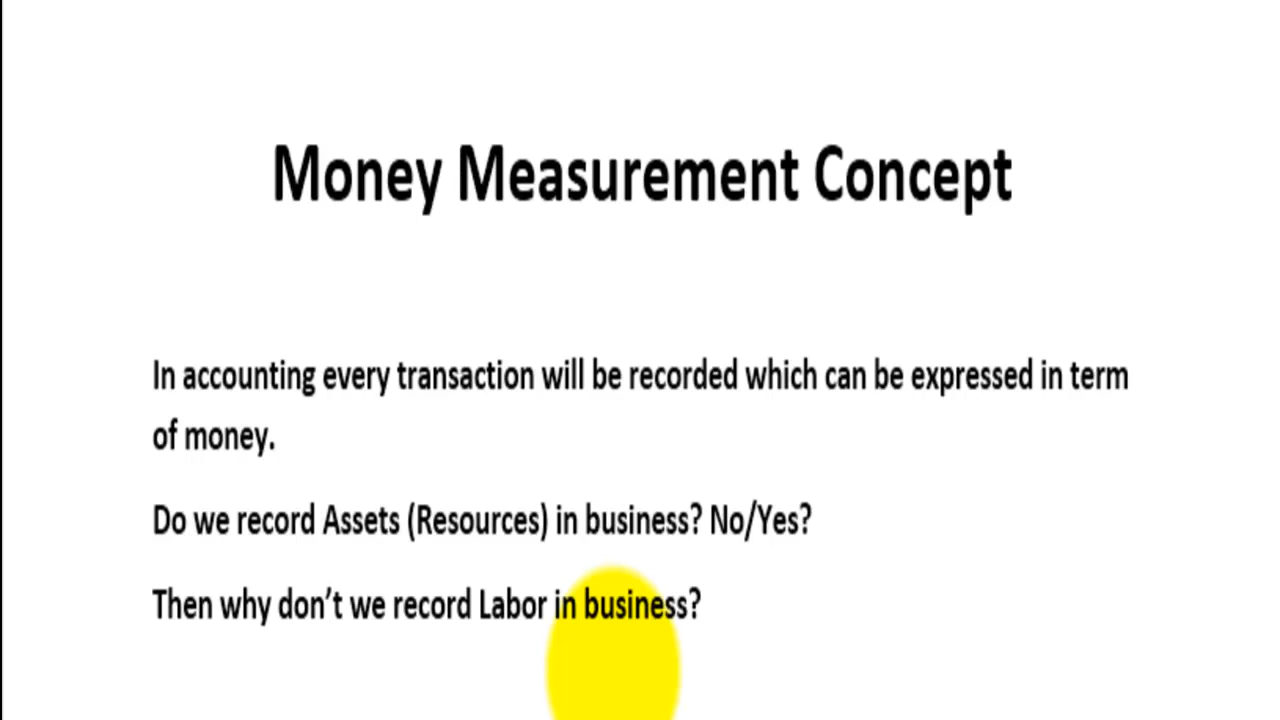 Money Measurement Concept
In accounting every transaction will be recorded which can be expressed in term
of money.
Do we record Assets (Resources) in business? No/Yes?
Then why don’t we record Labor in business?